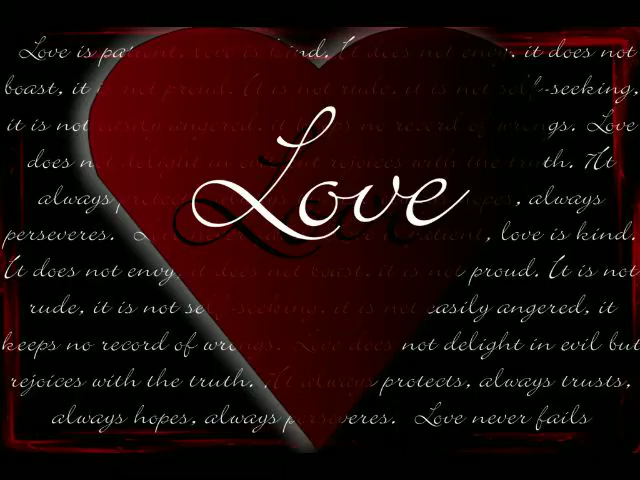 Love is patient, love is kind. It does not envy, it does not
boast, it is not proud. It is not rude, it is not self-seeking,
it is not easily angered, it keeps no record of wrongs. Love
does not delight in evil but rejoices with the truth. It
always protects, hopes, always
perseveres. patient, love is kind.
It does not envy, it does not boast, it is not proud. It is not
rude, it is not self-seeking, it is not easily angered, it
keeps no record of wrongs. Love does not delight in evil but
rejoices with the truth. It always protects, always trusts,
always hopes, always perseveres. Love never fails
Love